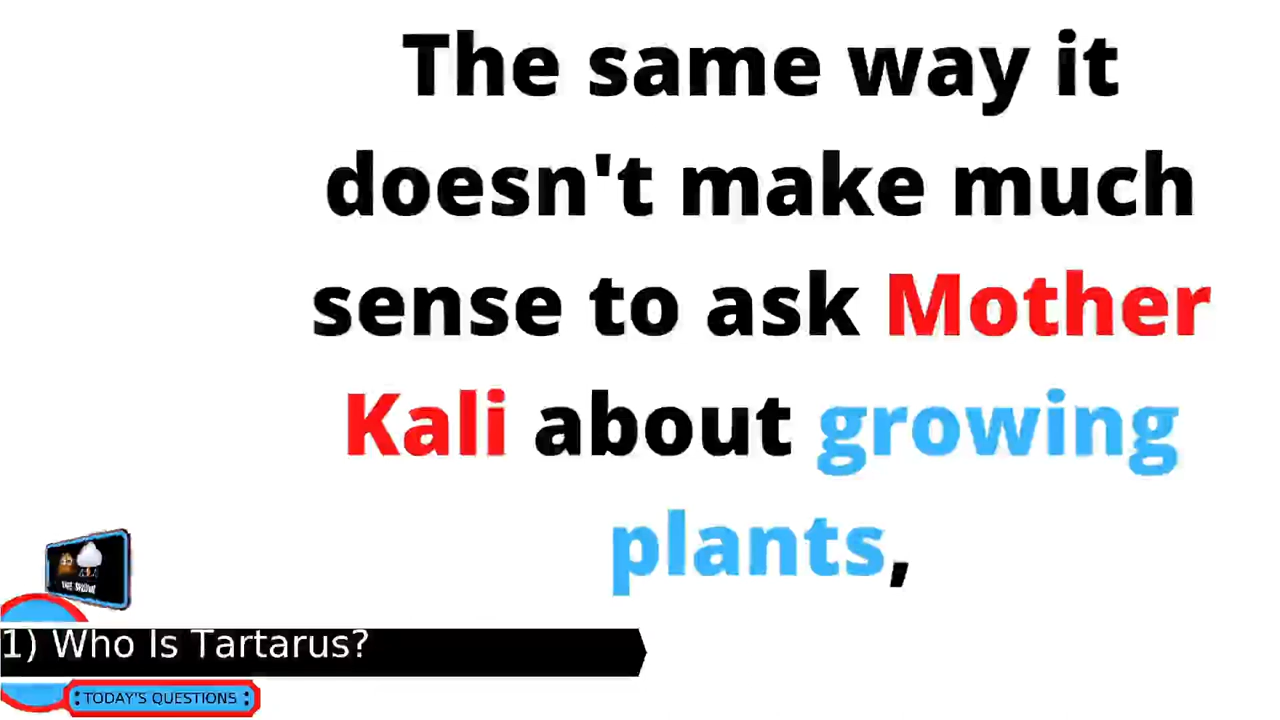 The same way it
doesn't make much
sense to ask Mother
Kali about growing
plants,
1) Who Is Tartarus?
:TODAY'S QUESTIONS :